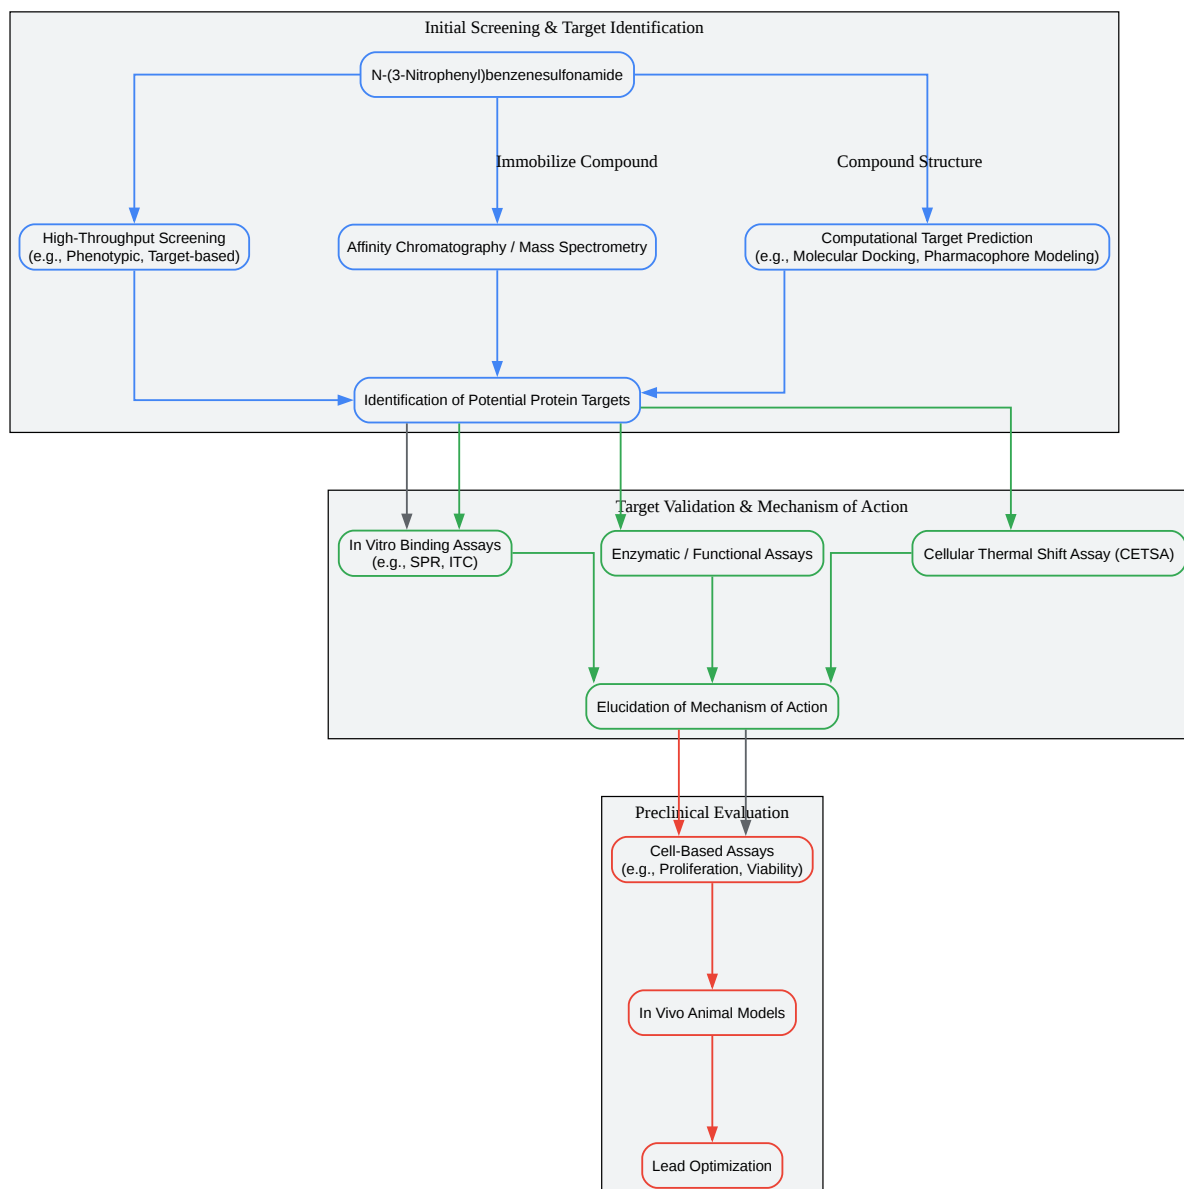 Initial Screening & Target Identification
N-(3-Nitrophenyl)benzenesulfonamide
Immobilize Compound
Compound Structure
High-Throughput Screening
(e.g., Phenotypic, Target-based)
Affinity Chromatography / Mass Spectrometry
Computational Target Prediction
(e.g., Molecular Docking, Pharmacophore Modeling)
Identification of Potential Protein Targets
Target Validation & Mechanism of Action
In Vitro Binding Assays
(e.g., SPR, ITC)
Enzymatic / Functional Assays
Cellular Thermal Shift Assay (CETSA)
Elucidation of Mechanism of Action
Preclinical Evaluation
Cell-Based Assays
(e.g., Proliferation, Viability)
In Vivo Animal Models
Lead Optimization